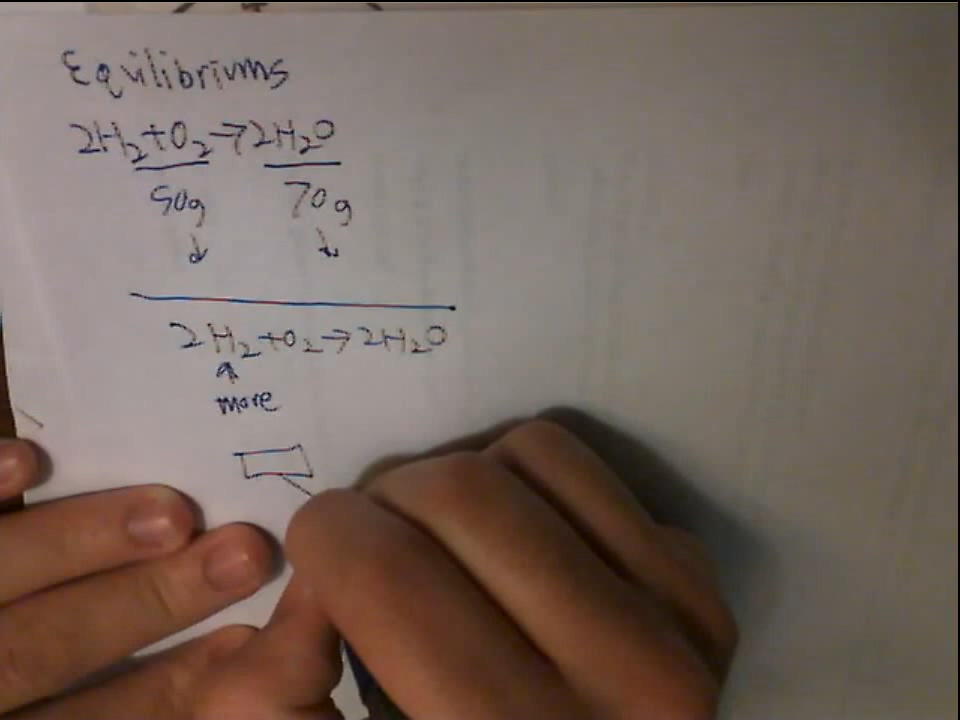 Equilibriums
2H₂+O₂→2H₂O
50g 70g
↓ ↓
2H₂+O₂→2H₂O
↑
more